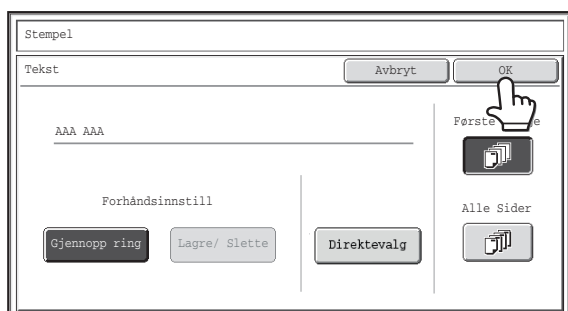 Stempel
Tekst
Avbryt
OK
AAA AAA
Første
Forhåndsinnstill
Alle Sider
Gjennopp ring
Lagre/ Slette
Direktevalg